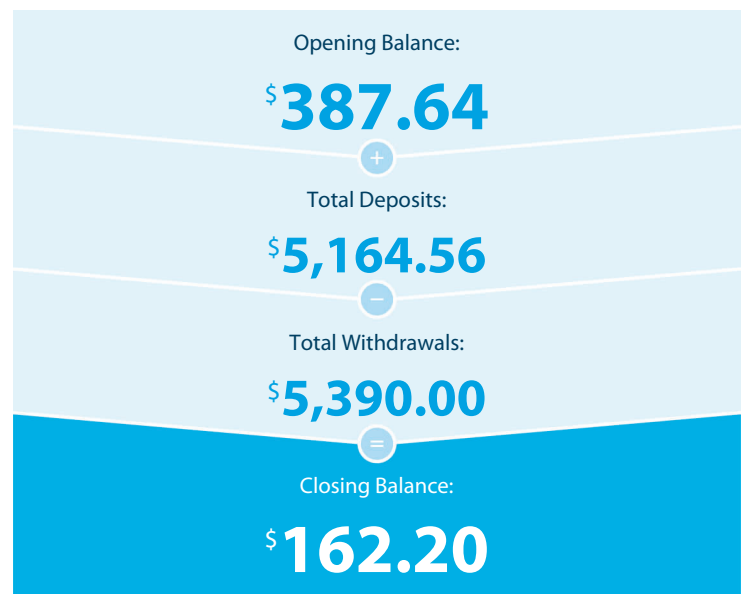 Opening Balance:
$387.64
+
Total Deposits:
$5,164.56
−
Total Withdrawals:
$5,390.00
=
Closing Balance:
$162.20